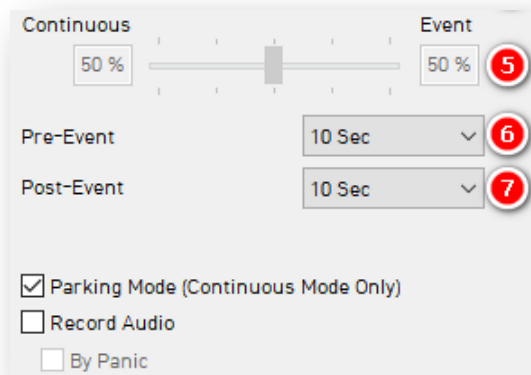 Continuous Event
50 % 50 % 5
Pre-Event 10 Sec 6
Post-Event 10 Sec 7
Parking Mode (Continuous Mode Only)
Record Audio
By Panic